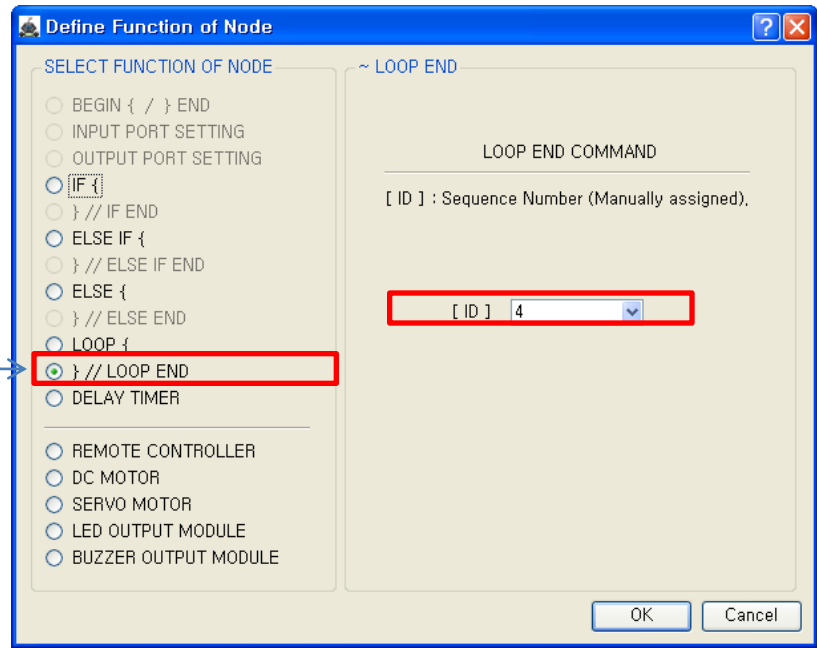 Define Function of Node
SELECT FUNCTION OF NODE
BEGIN { / } END
INPUT PORT SETTING
OUTPUT PORT SETTING
IF {
} // IF END
ELSE IF {
} // ELSE IF END
ELSE {
} // ELSE END
LOOP {
} // LOOP END
DELAY TIMER
REMOTE CONTROLLER
DC MOTOR
SERVO MOTOR
LED OUTPUT MODULE
BUZZER OUTPUT MODULE
~ LOOP END
LOOP END COMMAND
[ ID ] : Sequence Number (Manually assigned).
[ ID ] 4
OK Cancel